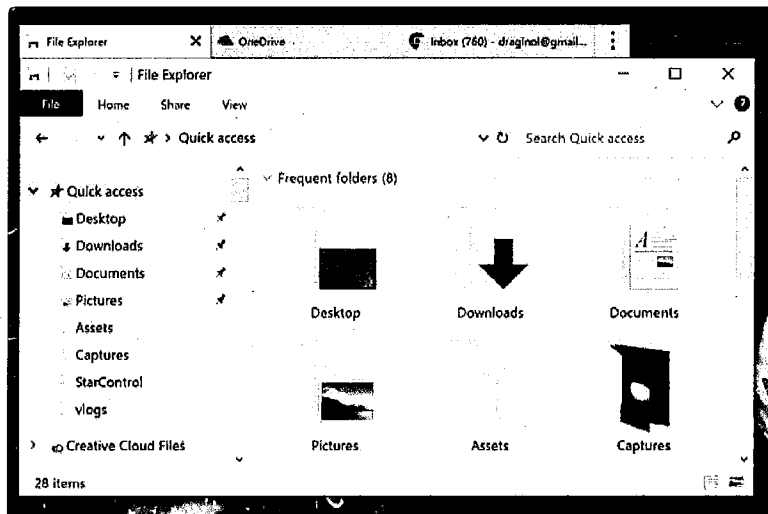 File Explorer OneDrive Inbox (760) - draginol@gmail...
File Explorer
File Home Share View
Quick access Search Quick access
Quick access
Desktop
Downloads
Documents
Pictures
Assets
Captures
StarControl
vlogs
Creative Cloud Files
Frequent folders (8)
Desktop Downloads Documents
Pictures Assets Captures
28 items